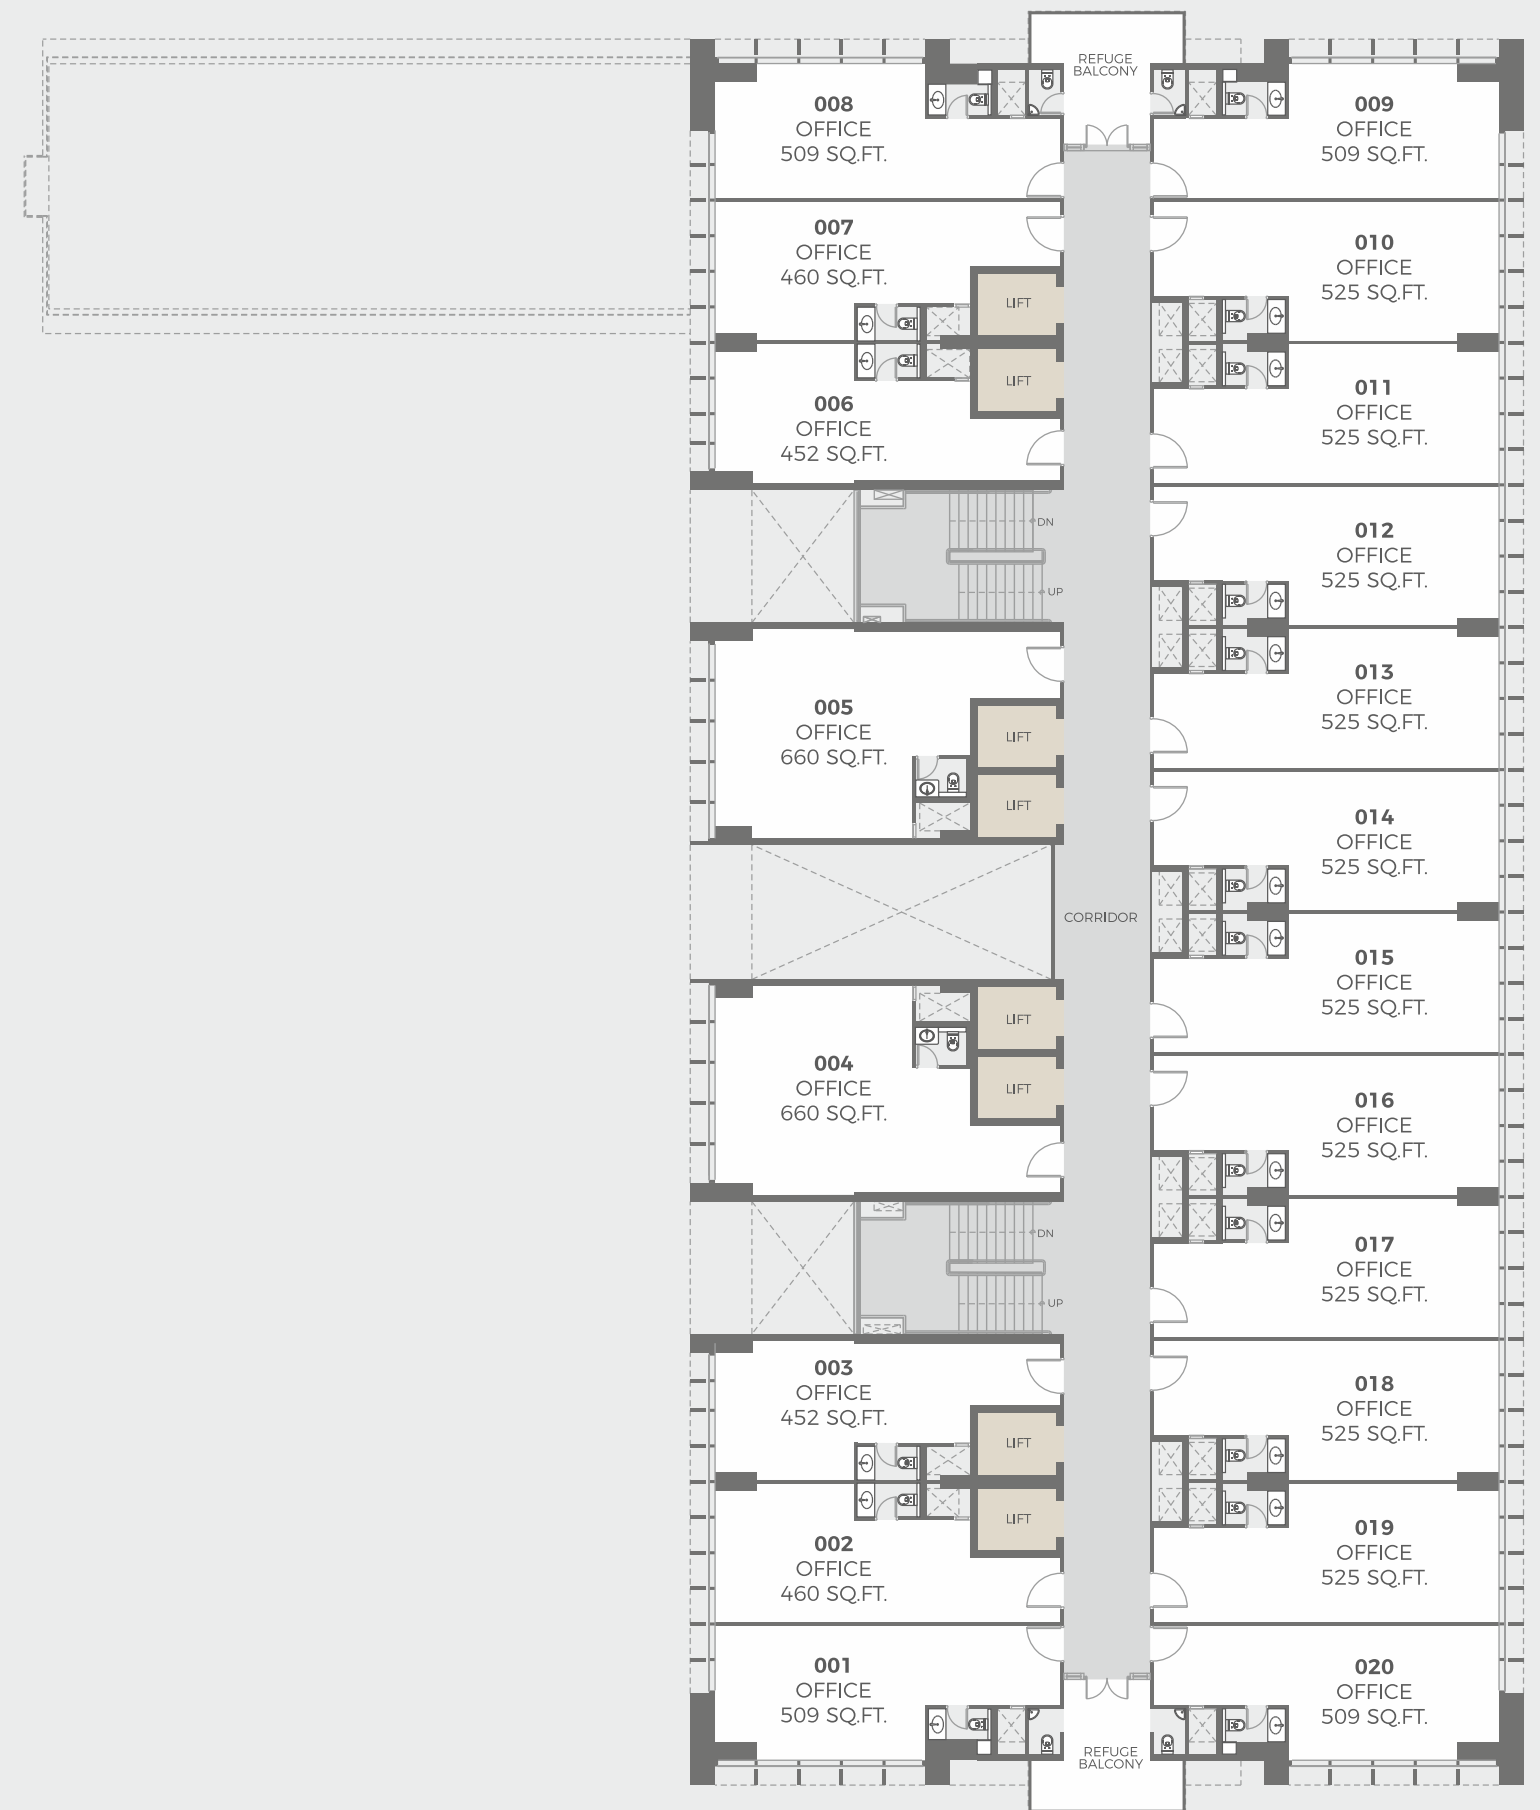 REFUGE
BALCONY
008
OFFICE
509 SQ.FT.
009
OFFICE
509 SQ.FT.
007
OFFICE
460 SQ.FT.
010
OFFICE
525 SQ.FT.
LIFT
LIFT
006
OFFICE
452 SQ.FT.
011
OFFICE
525 SQ.FT.
DN
UP
012
OFFICE
525 SQ.FT.
005
OFFICE
660 SQ.FT.
013
OFFICE
525 SQ.FT.
LIFT
LIFT
014
OFFICE
525 SQ.FT.
CORRIDOR
015
OFFICE
525 SQ.FT.
LIFT
LIFT
004
OFFICE
660 SQ.FT.
016
OFFICE
525 SQ.FT.
DN
UP
017
OFFICE
525 SQ.FT.
003
OFFICE
452 SQ.FT.
018
OFFICE
525 SQ.FT.
LIFT
LIFT
002
OFFICE
460 SQ.FT.
019
OFFICE
525 SQ.FT.
001
OFFICE
509 SQ.FT.
020
OFFICE
509 SQ.FT.
REFUGE
BALCONY